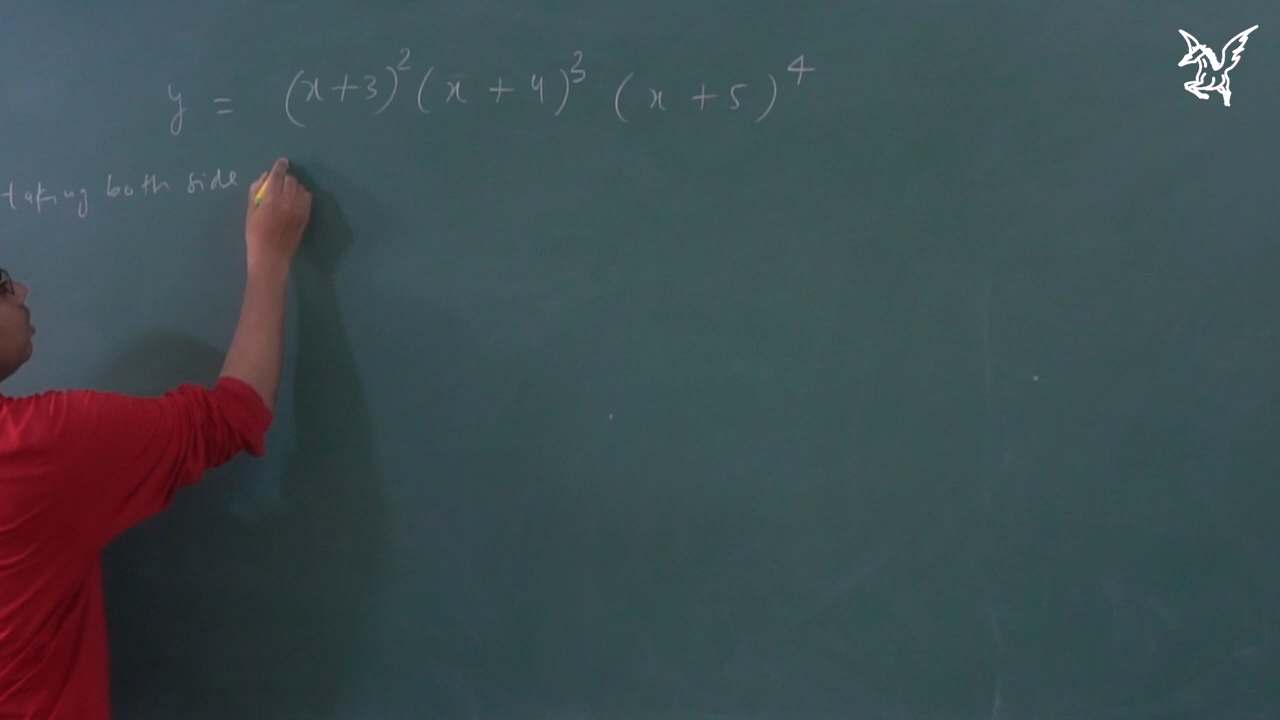 y = (x+3)² (x + 4)³ (x + 5)⁴
taking both side